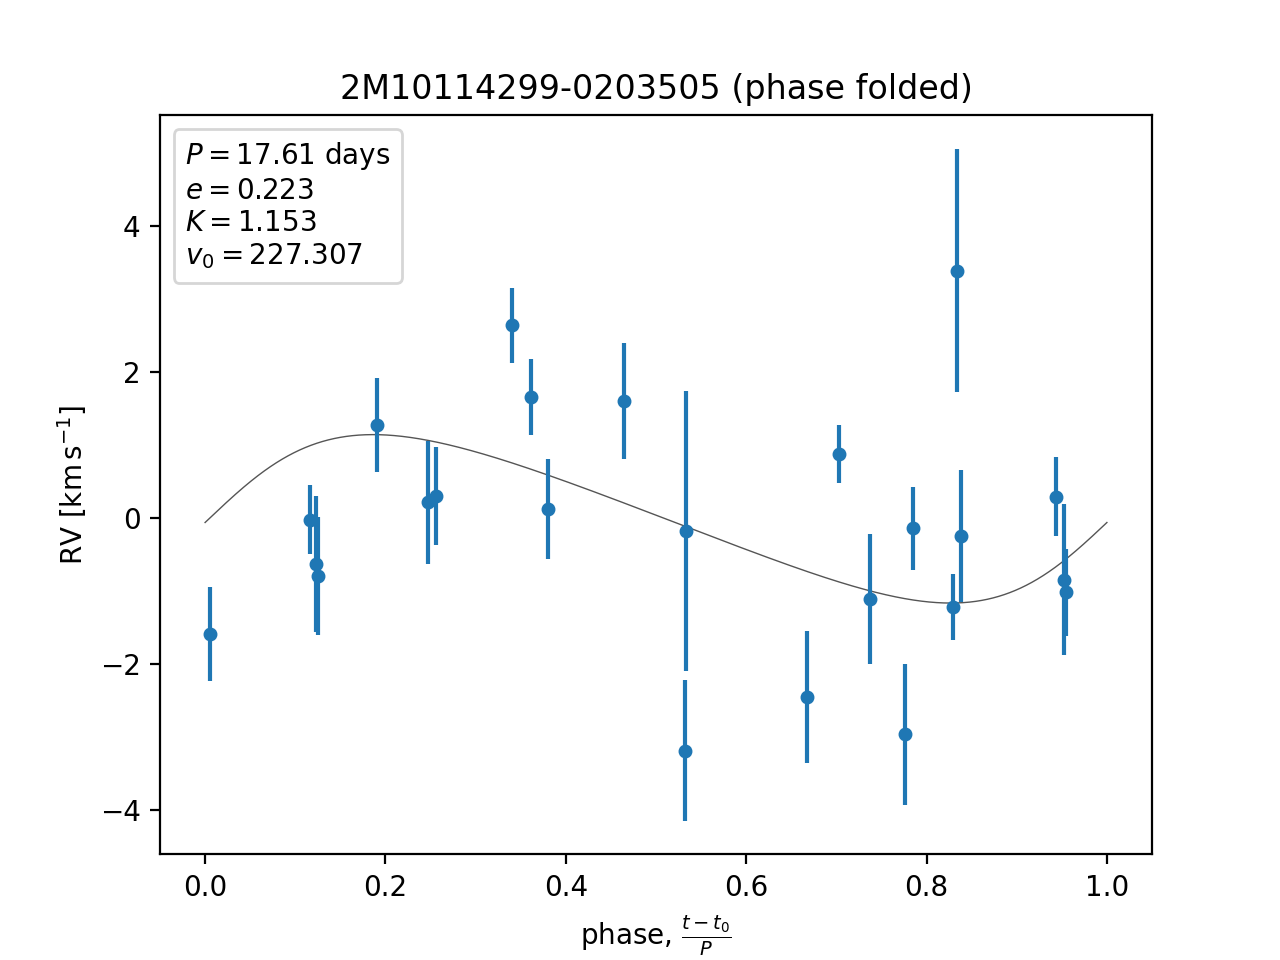 2M10114299-0203505 (phase folded)
P = 17.61 days
e = 0.223
K = 1.153
v₀ = 227.307
RV [km s⁻¹]
4
2
0
−2
−4
0.0 0.2 0.4 0.6 0.8 1.0
phase, (t − t₀)/P